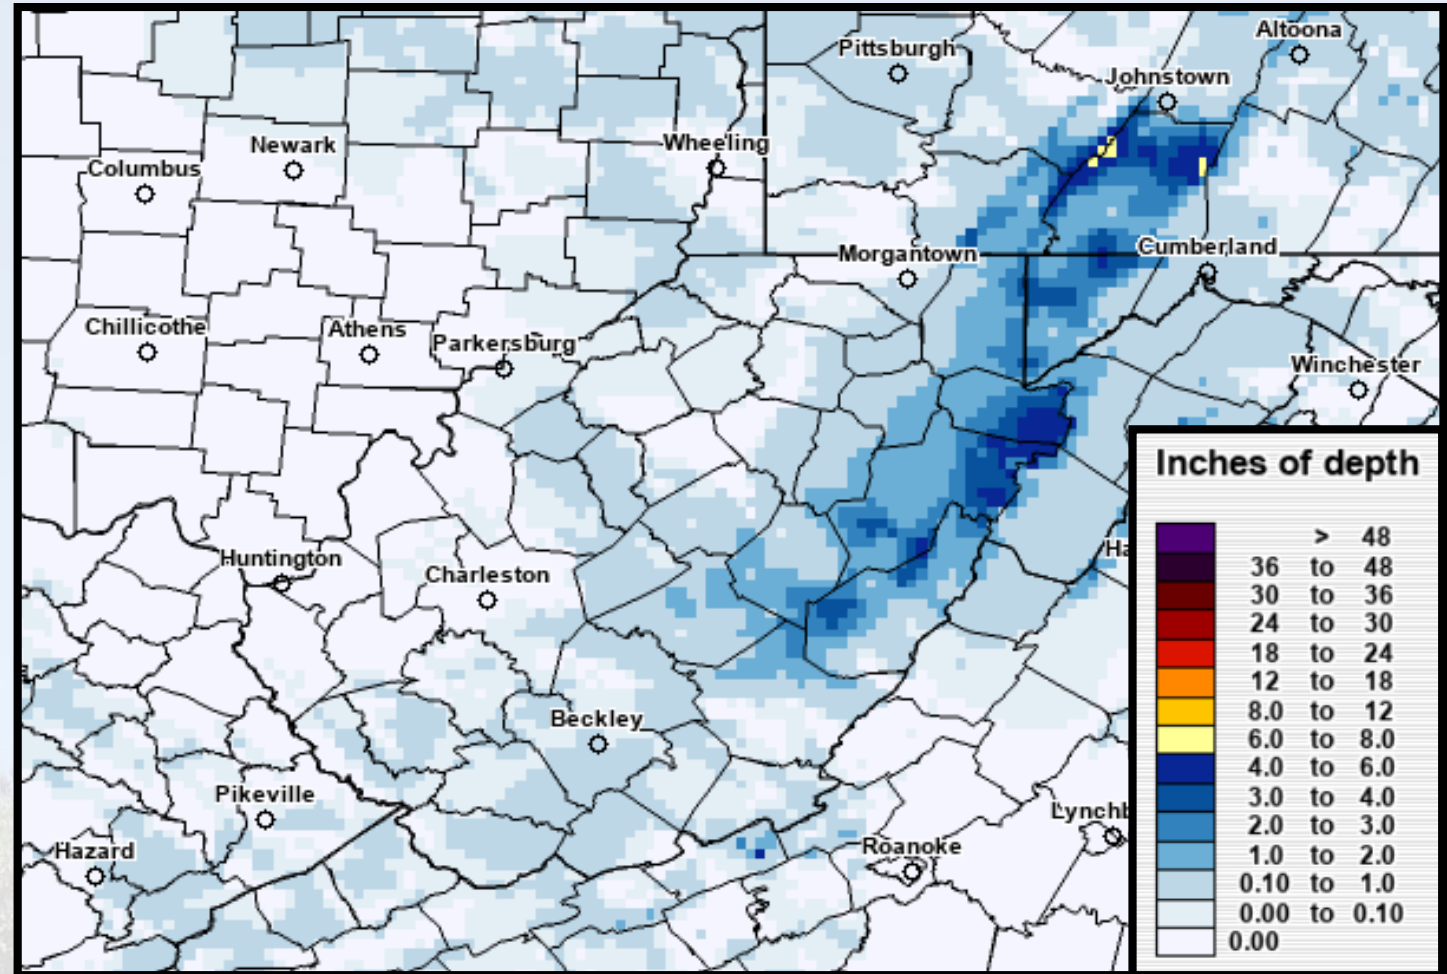 Altoona
Pittsburgh
Johnstown
Wheeling
Newark
Columbus
Cumberland
Morgantown
Chillicothe
Athens
Parkersburg
Winchester
Inches of depth
> 48
36 to 48
30 to 36
24 to 30
18 to 24
12 to 18
8.0 to 12
6.0 to 8.0
4.0 to 6.0
3.0 to 4.0
2.0 to 3.0
1.0 to 2.0
0.10 to 1.0
0.00 to 0.10
0.00
Ha
Huntington
Charleston
Beckley
Pikeville
Lynchb
Hazard
Roanoke